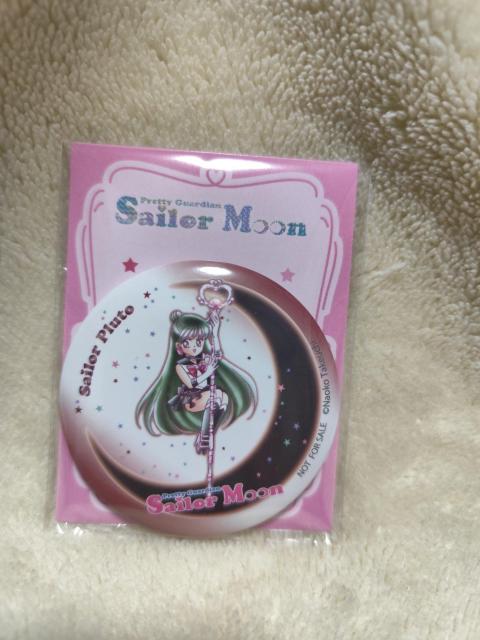 Pretty Guardian
Sailor Moon
Sailor Pluto
NOT FOR SALE ©Naoko Takeuchi
Pretty Guardian
Sailor Moon